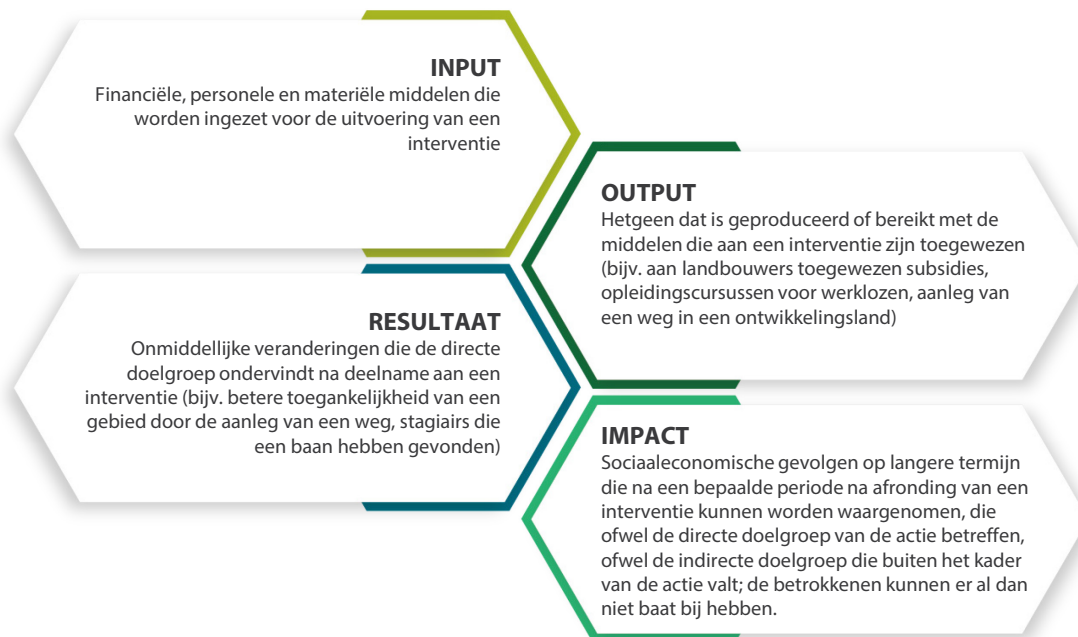 INPUT
Financiële, personele en materiële middelen die
worden ingezet voor de uitvoering van een
interventie
OUTPUT
Hetgeen dat is geproduceerd of bereikt met de
middelen die aan een interventie zijn toegewezen
(bijv. aan landbouwers toegewezen subsidies,
opleidingscursussen voor werklozen, aanleg van
een weg in een ontwikkelingsland)
RESULTAAT
Onmiddellijke veranderingen die de directe
doelgroep ondervindt na deelname aan een
interventie (bijv. betere toegankelijkheid van een
gebied door de aanleg van een weg, stagiairs die
een baan hebben gevonden)
IMPACT
Sociaaleconomische gevolgen op langere termijn
die na een bepaalde periode na afronding van een
interventie kunnen worden waargenomen, die
ofwel de directe doelgroep van de actie betreffen,
ofwel de indirecte doelgroep die buiten het kader
van de actie valt; de betrokkenen kunnen er al dan
niet baat bij hebben.